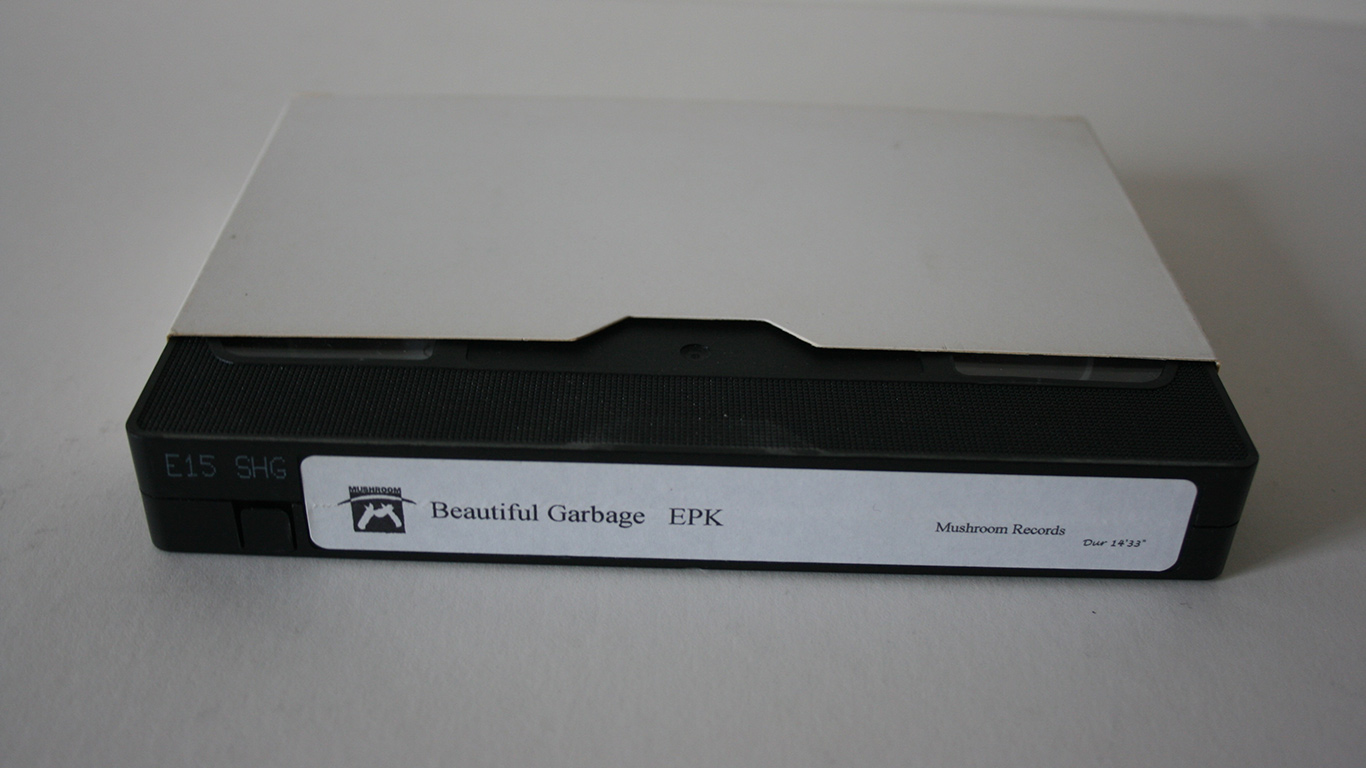 E15 SHG
MUSHROOM
Beautiful Garbage EPK
Mushroom Records
Dur 14'33"